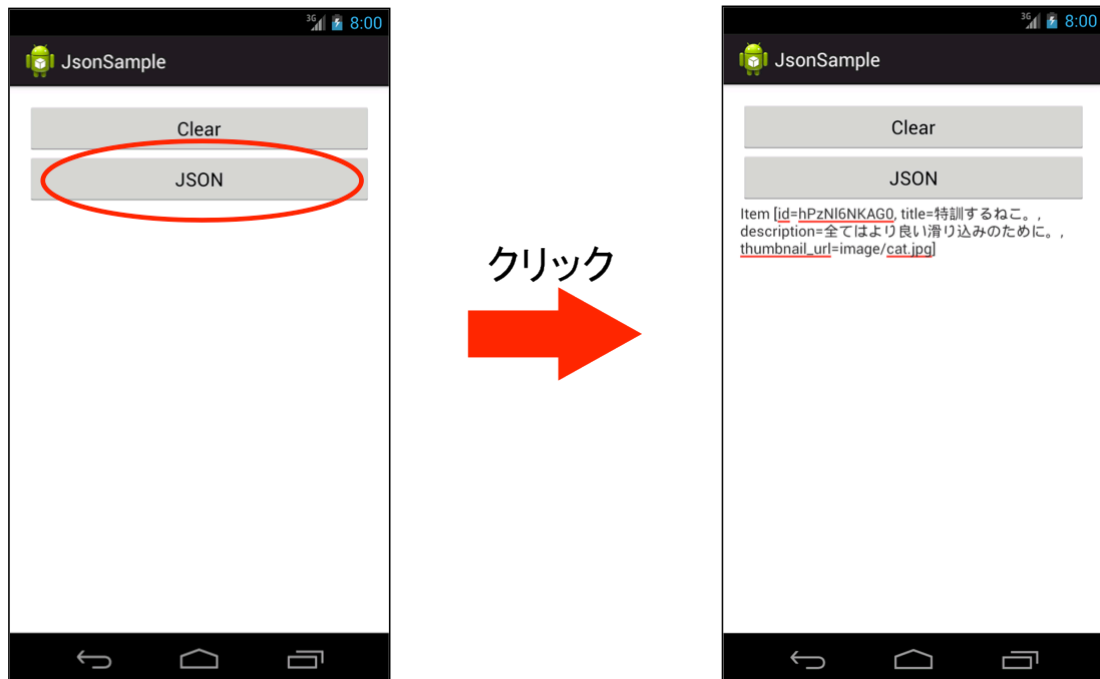 3G 8:00
JsonSample
Clear
JSON
クリック
3G 8:00
JsonSample
Clear
JSON
Item [id=hPzNl6NKAG0, title=特訓するねこ。,
description=全てはより良い滑り込みのために。,
thumbnail_url=image/cat.jpg]